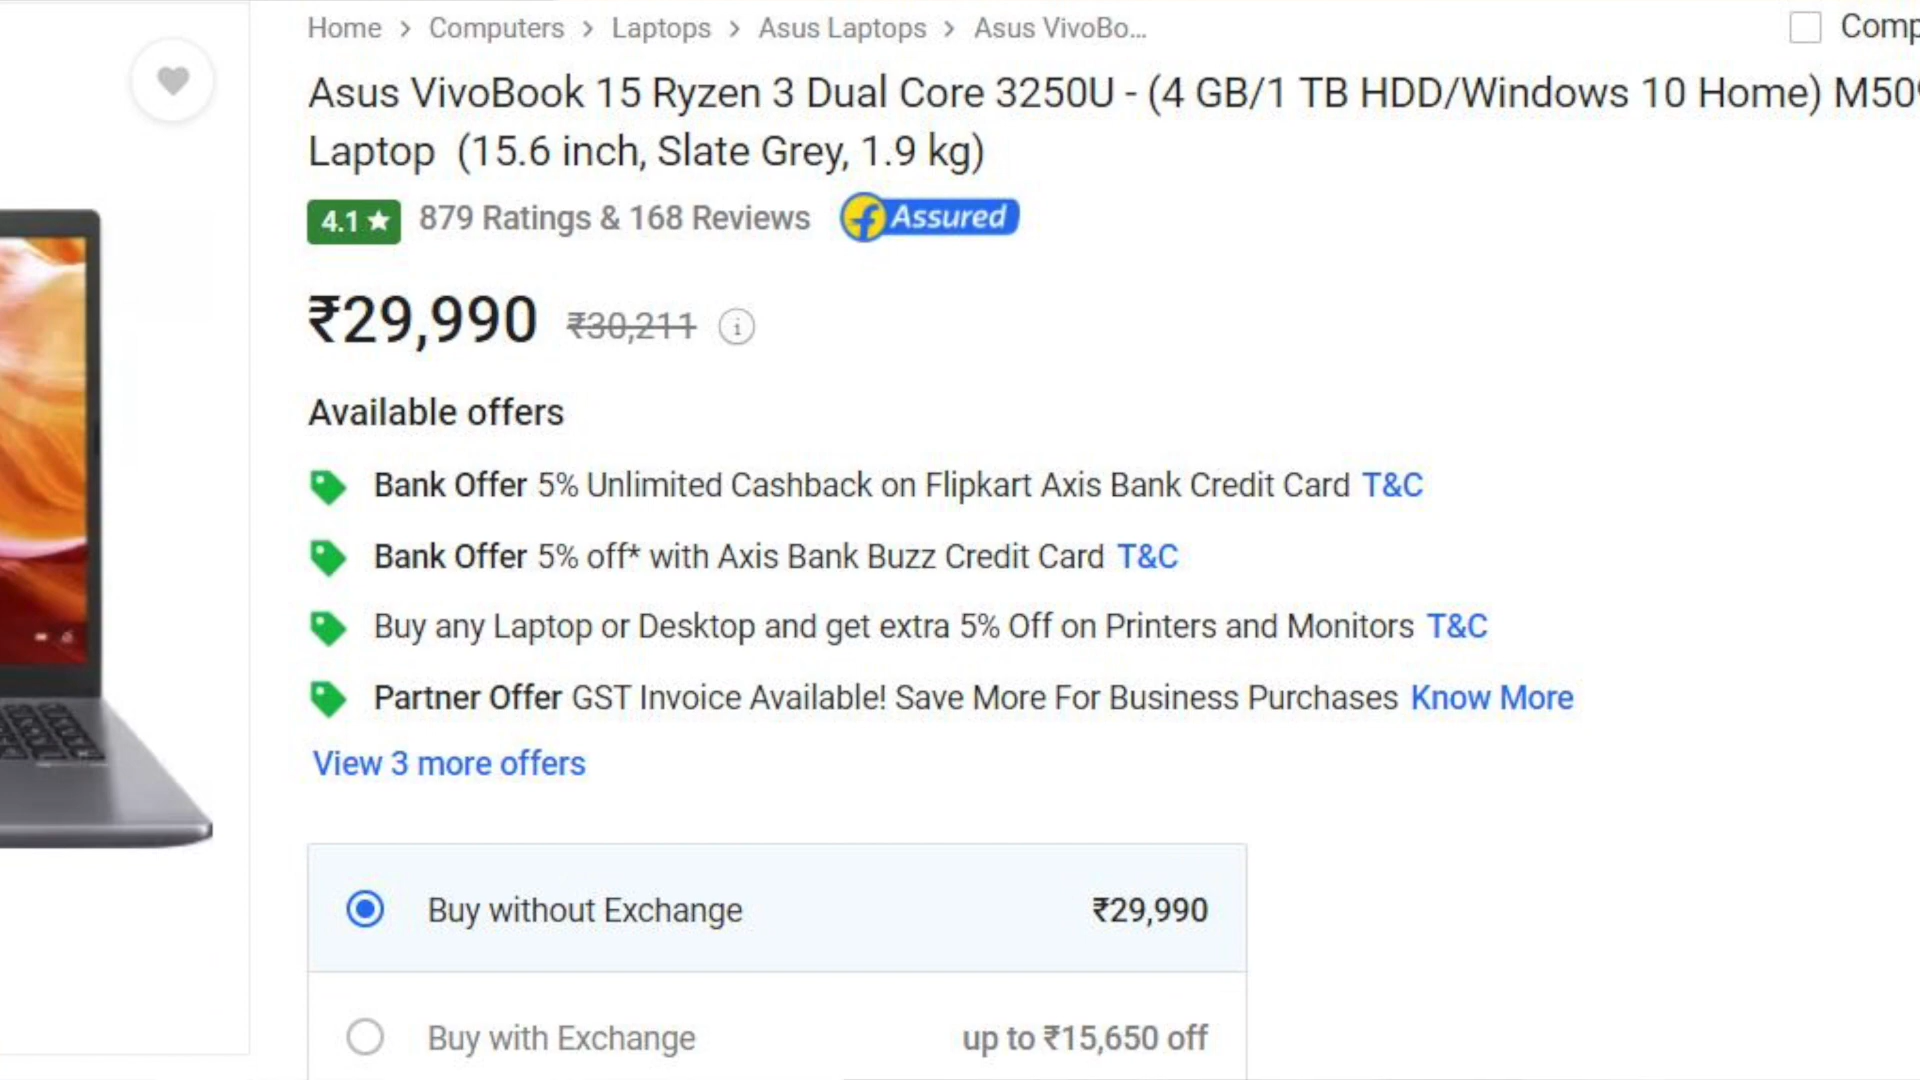 Home > Computers > Laptops > Asus Laptops > Asus VivoBo...
Asus VivoBook 15 Ryzen 3 Dual Core 3250U - (4 GB/1 TB HDD/Windows 10 Home)
Laptop (15.6 inch, Slate Grey, 1.9 kg)
4.1 ★ 879 Ratings & 168 Reviews f Assured
₹29,990 ₹30,211 i
Available offers
Bank Offer 5% Unlimited Cashback on Flipkart Axis Bank Credit Card T&C
Bank Offer 5% off* with Axis Bank Buzz Credit Card T&C
Buy any Laptop or Desktop and get extra 5% Off on Printers and Monitors T&C
Partner Offer GST Invoice Available! Save More For Business Purchases Know More
View 3 more offers
Buy without Exchange ₹29,990
Buy with Exchange up to ₹15,650 off